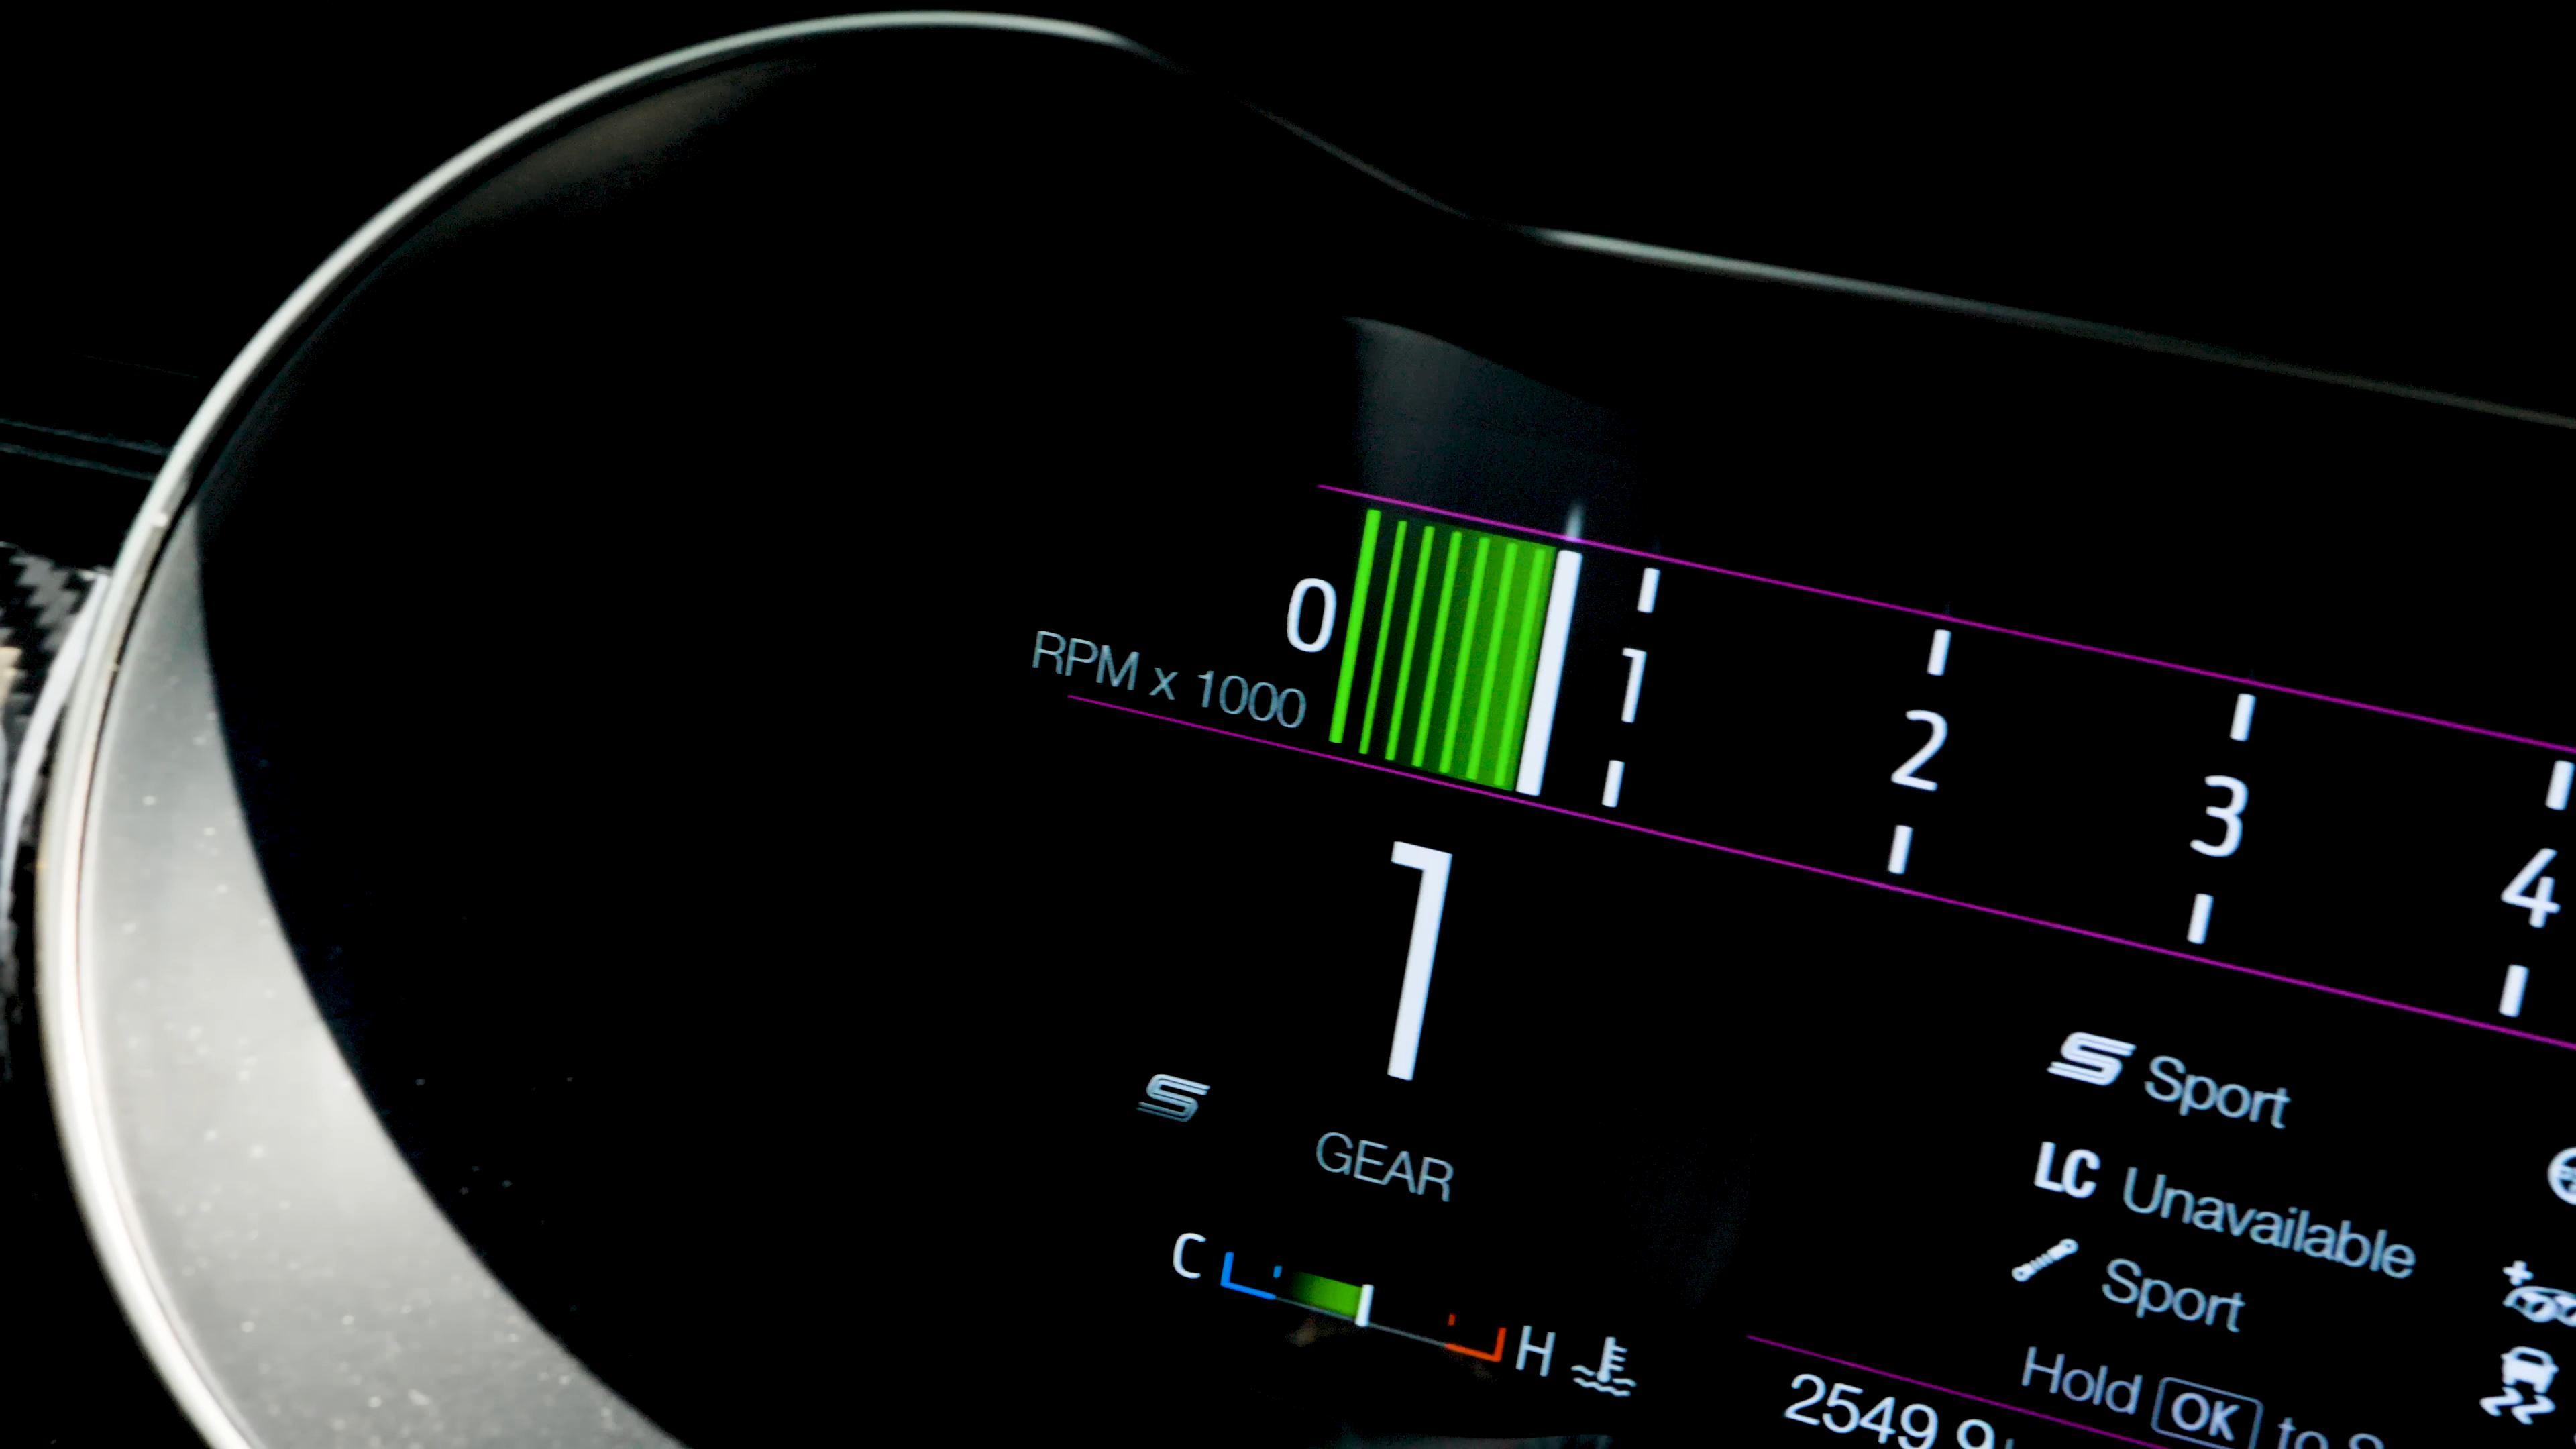 0 1 2 3 4
RPM x 1000
1
GEAR
C H
Sport
LC Unavailable
Sport
Hold OK to
2549 9